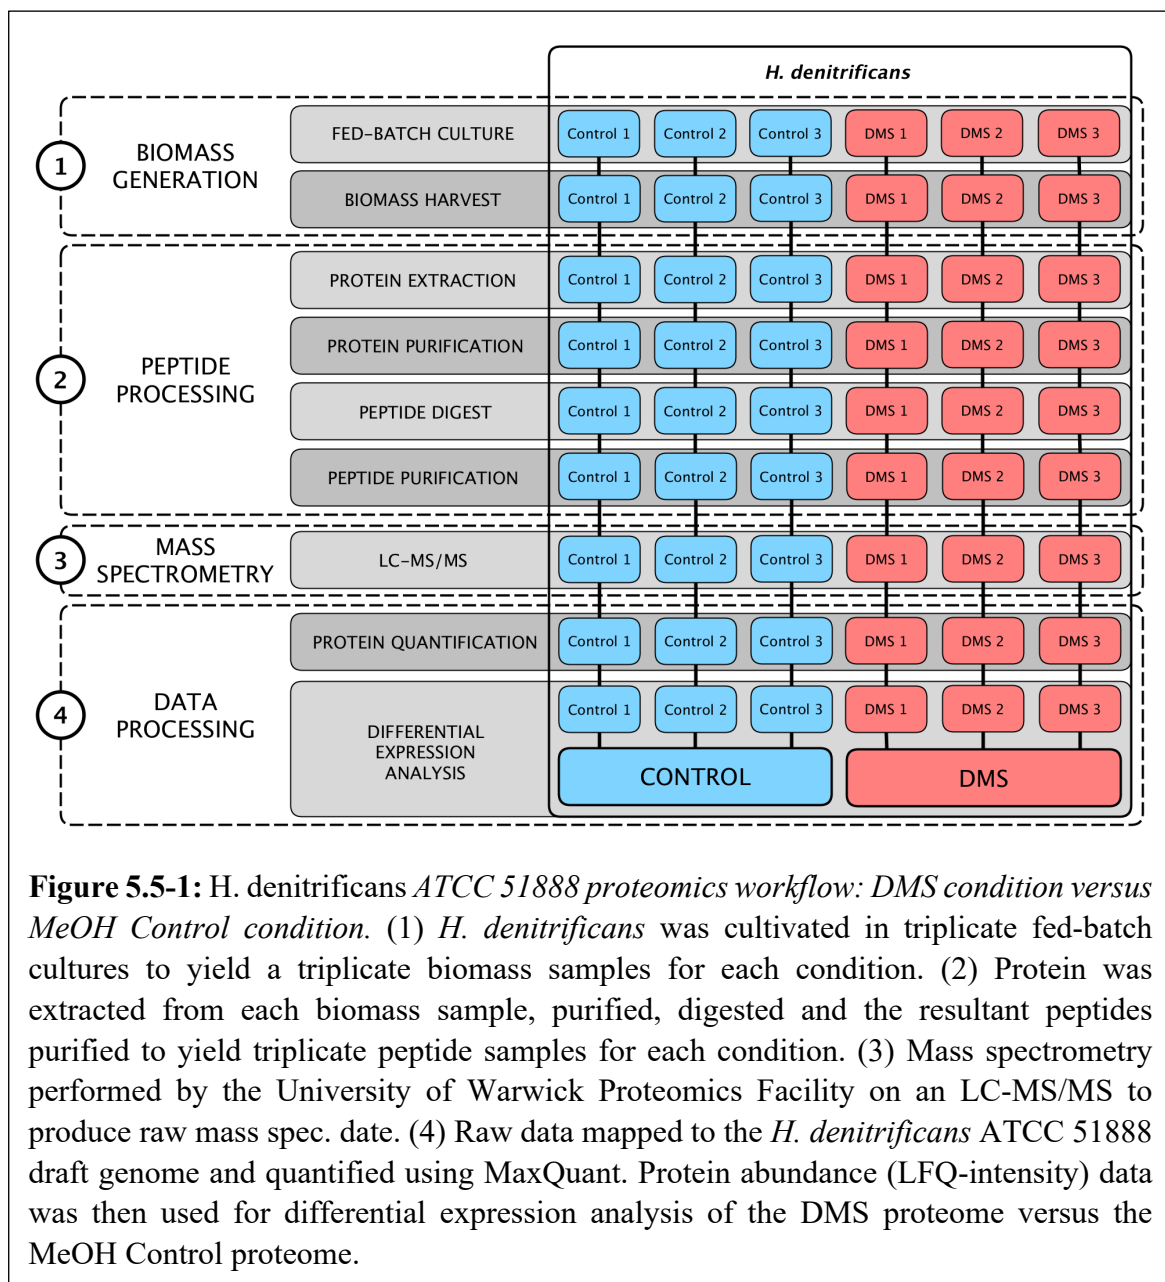 H. denitrificans
1
BIOMASS
GENERATION
FED-BATCH CULTURE
Control 1 Control 2 Control 3 DMS 1 DMS 2 DMS 3
BIOMASS HARVEST
Control 1 Control 2 Control 3 DMS 1 DMS 2 DMS 3
2
PEPTIDE
PROCESSING
PROTEIN EXTRACTION
Control 1 Control 2 Control 3 DMS 1 DMS 2 DMS 3
PROTEIN PURIFICATION
Control 1 Control 2 Control 3 DMS 1 DMS 2 DMS 3
PEPTIDE DIGEST
Control 1 Control 2 Control 3 DMS 1 DMS 2 DMS 3
PEPTIDE PURIFICATION
Control 1 Control 2 Control 3 DMS 1 DMS 2 DMS 3
3
MASS
SPECTROMETRY
LC-MS/MS
Control 1 Control 2 Control 3 DMS 1 DMS 2 DMS 3
4
DATA
PROCESSING
PROTEIN QUANTIFICATION
Control 1 Control 2 Control 3 DMS 1 DMS 2 DMS 3
DIFFERENTIAL
EXPRESSION
ANALYSIS
Control 1 Control 2 Control 3 DMS 1 DMS 2 DMS 3
CONTROL DMS
Figure 5.5-1: H. denitrificans ATCC 51888 proteomics workflow: DMS condition versus
MeOH Control condition. (1) H. denitrificans was cultivated in triplicate fed-batch
cultures to yield a triplicate biomass samples for each condition. (2) Protein was
extracted from each biomass sample, purified, digested and the resultant peptides
purified to yield triplicate peptide samples for each condition. (3) Mass spectrometry
performed by the University of Warwick Proteomics Facility on an LC-MS/MS to
produce raw mass spec. date. (4) Raw data mapped to the H. denitrificans ATCC 51888
draft genome and quantified using MaxQuant. Protein abundance (LFQ-intensity) data
was then used for differential expression analysis of the DMS proteome versus the
MeOH Control proteome.